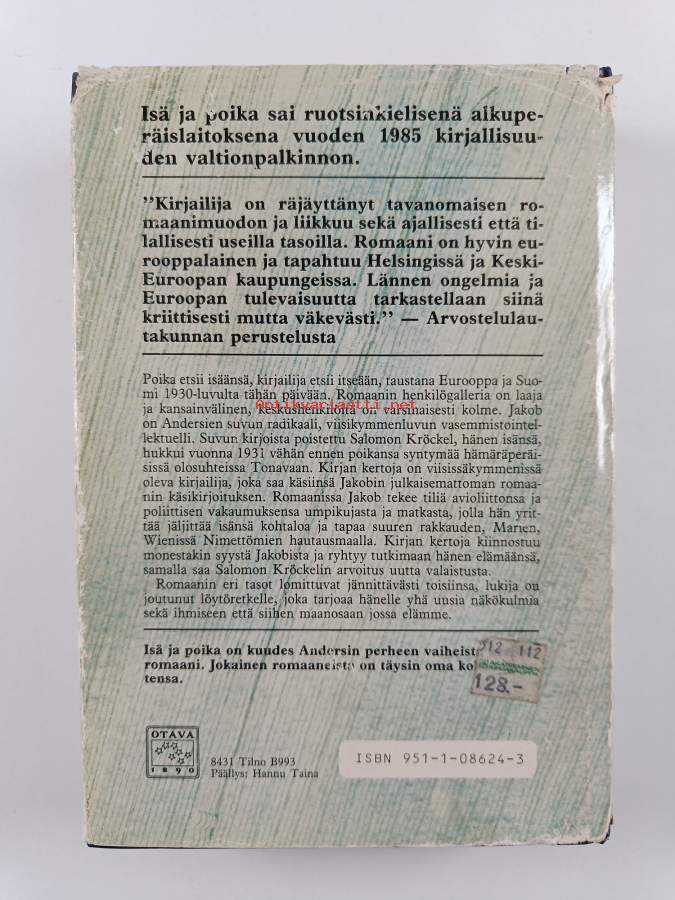 Isä ja poika sai ruotsinkielisenä alkupe-
räislaitoksena vuoden 1985 kirjallisuu-
den valtionpalkinnon.
"Kirjailija on räjäyttänyt tavanomaisen ro-
maanimuodon ja liikkuu sekä ajallisesti että ti-
lallisesti useilla tasoilla. Romaani on hyvin eu-
rooppalainen ja tapahtuu Helsingissä ja Keski-
Euroopan kaupungeissa. Lännen ongelmia ja
Euroopan tulevaisuutta tarkastellaan siinä
kriittisesti mutta väkevästi." — Arvostelulau-
takunnan perustelusta
Poika etsii isäänsä, kirjailija etsii itseään, taustana Eurooppa ja Suo-
mi 1930-luvulta tähän päivään. Romaanin henkilögalleria on laaja
ja kansainvälinen, keskushenkilöitä on varsinaisesti kolme. Jakob
on Andersien suvun radikaali, viisikymmenluvun vasemmistointel-
lektuelli. Suvun kirjoista poistettu Salomon Kröckel, hänen isänsä,
hukkui vuonna 1931 vähän ennen poikansa syntymää hämäräperäi-
sissä olosuhteissa Tonavaan. Kirjan kertoja on viisissäkymmenissä
oleva kirjailija, joka saa käsiinsä Jakobin julkaisemattoman romaa-
nin käsikirjoituksen. Romaanissa Jakob tekee tiliä avioliittonsa ja
poliittisen vakaumuksensa umpikujasta ja matkasta, jolla hän yrit-
tää jäljittää isänsä kohtaloa ja tapaa suuren rakkauden, Marien,
Wienissä Nimettömien hautausmaalla. Kirjan kertoja kiinnostuu
monestakin syystä Jakobista ja ryhtyy tutkimaan hänen elämäänsä,
samalla saa Salomon Kröckelin arvoitus uutta valaistusta.
Romaanin eri tasot lomittuvat jännittävästi toisiinsa, lukija on
joutunut löytöretkelle, joka tarjoaa hänelle yhä uusia näkökulmia
sekä ihmiseen että siihen maanosaan jossa elämme.
antikvariaatti.net
Isä ja poika on kuudes Andersin perheen vaiheista
romaani. Jokainen romaaneista on täysin oma ko
tensa.
312 112
128.-
OTAVA
1890
8431 Tilno B993
Päällys: Hannu Taina
ISBN 951-1-08624-3